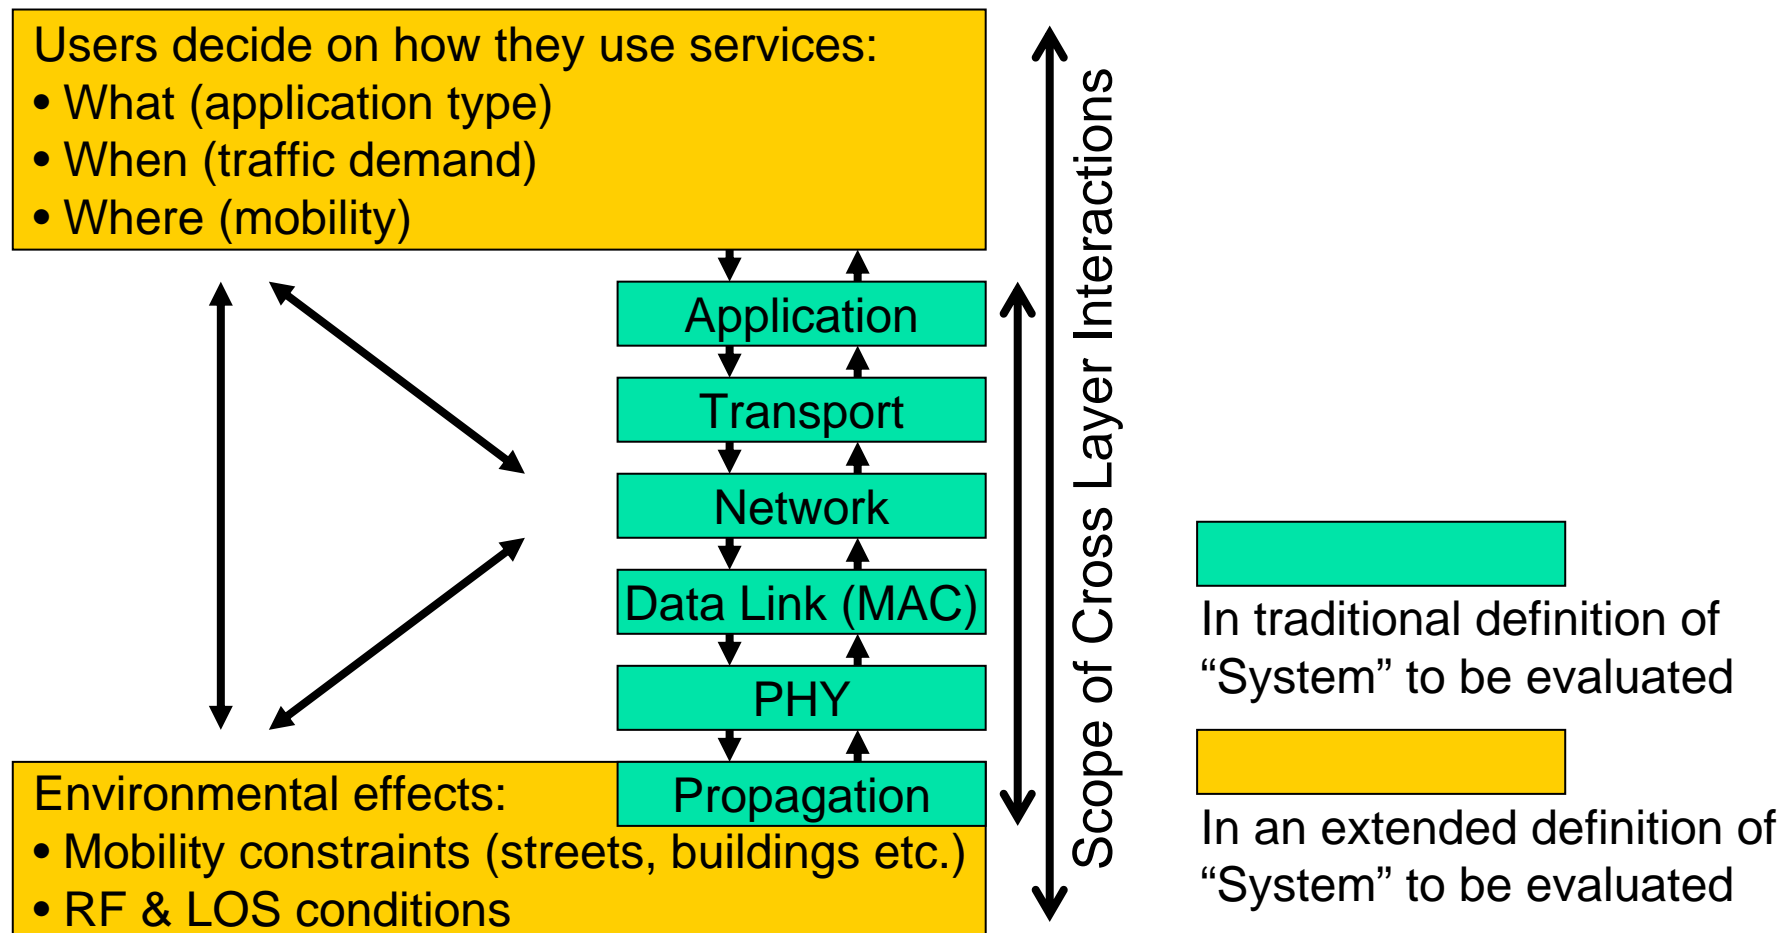 Users decide on how they use services:
• What (application type)
• When (traffic demand)
• Where (mobility)
Application
Transport
Network
Data Link (MAC)
PHY
Propagation
Environmental effects:
• Mobility constraints (streets, buildings etc.)
• RF & LOS conditions
Scope of Cross Layer Interactions
In traditional definition of
“System” to be evaluated
In an extended definition of
“System” to be evaluated